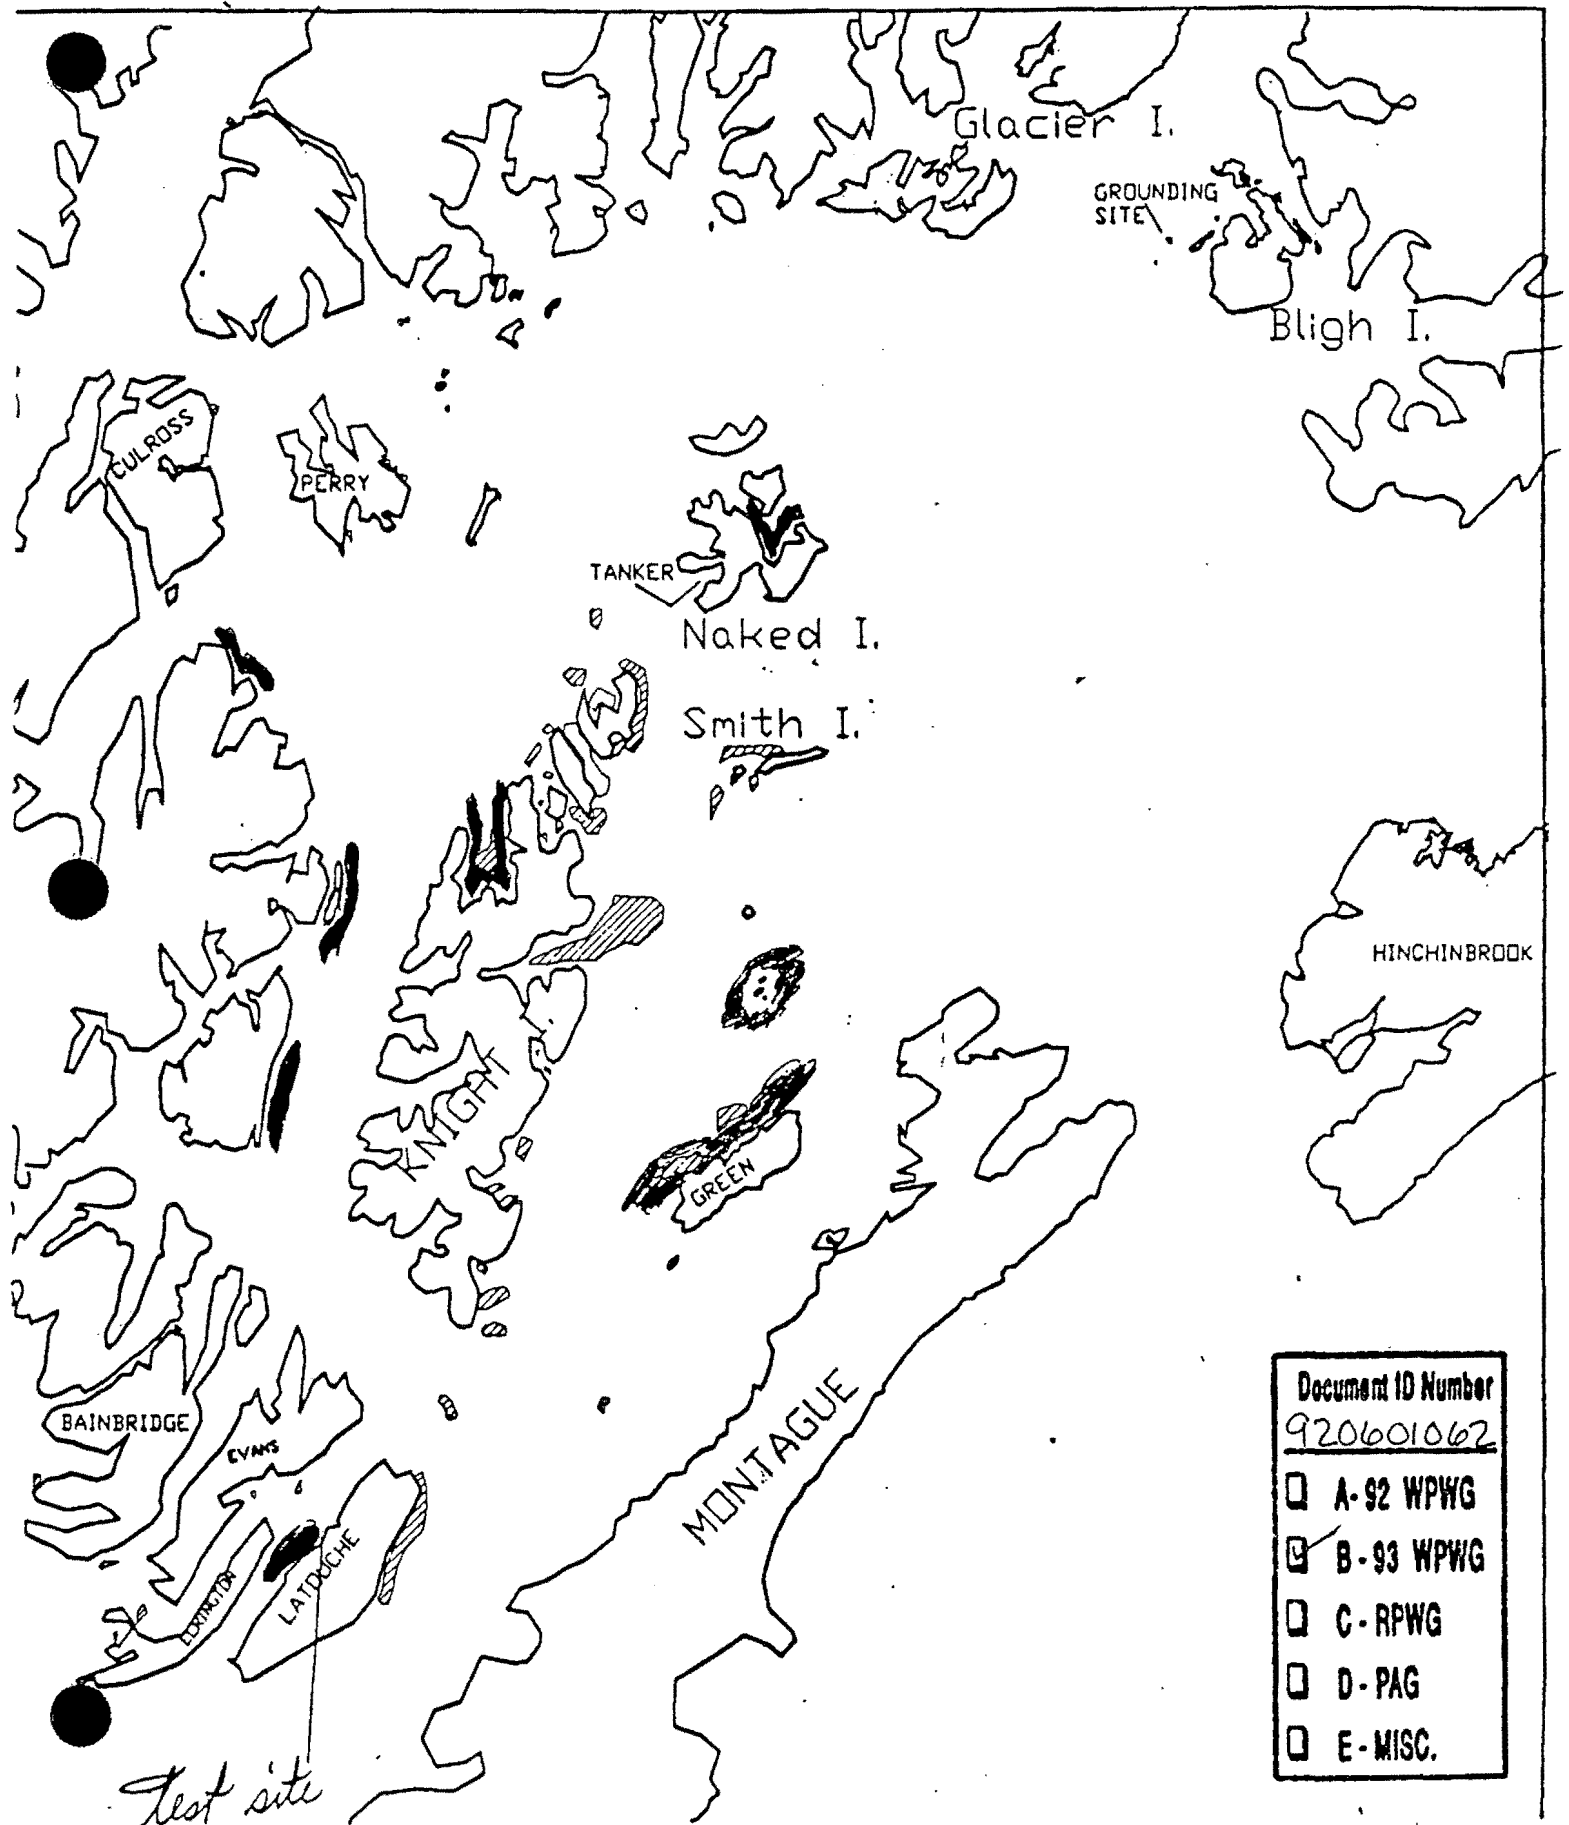 Glacier I.
GROUNDING
SITE
Bligh I.
CULROSS
PERRY
TANKER
Naked I.
Smith I.
HINCHINBROOK
KNIGHT
GREEN
MONTAGUE
BAINBRIDGE
EVANS
LATOUCHE
test site
Document ID Number
920601062
A-92 WPWG
B-93 WPWG
C-RPWG
D-PAG
E-MISC.